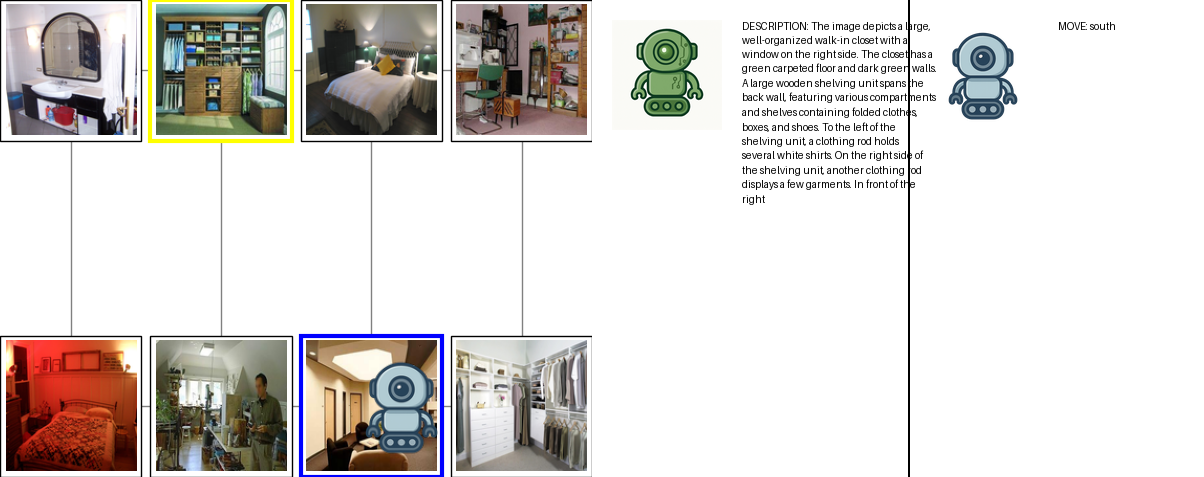 DESCRIPTION: The image depicts a large,
well-organized walk-in closet with a
window on the right side. The closet has a
green carpeted floor and dark green walls.
A large wooden shelving unit spans the
back wall, featuring various compartments
and shelves containing folded clothes,
boxes, and shoes. To the left of the
shelving unit, a clothing rod holds
several white shirts. On the right side of
the shelving unit, another clothing rod
displays a few garments. In front of the
right
MOVE: south